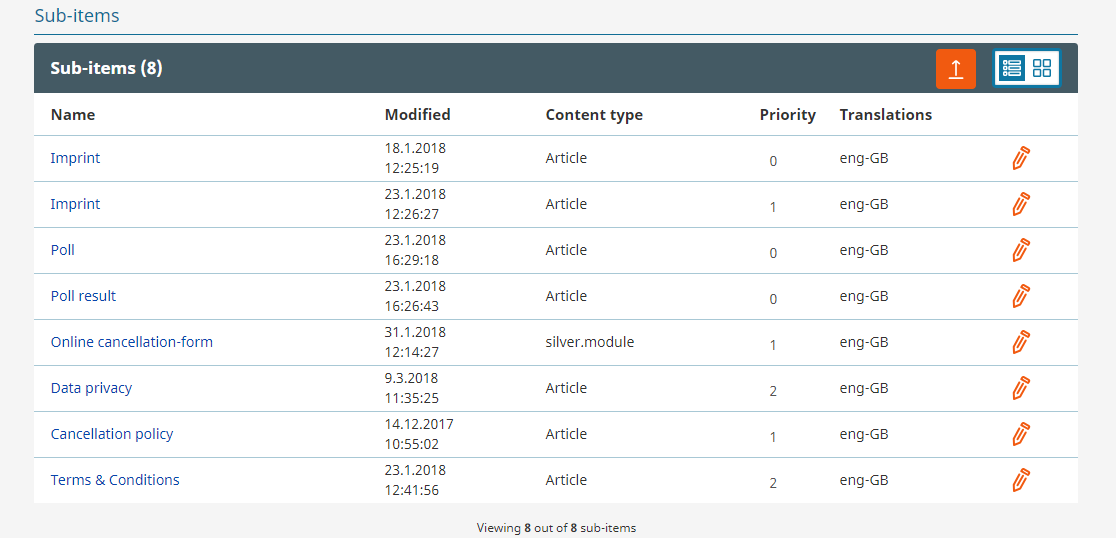 Sub-items
Sub-items (8)
Name Modified Content type Priority Translations
Imprint 18.1.2018 12:25:19 Article 0 eng-GB
Imprint 23.1.2018 12:26:27 Article 1 eng-GB
Poll 23.1.2018 16:29:18 Article 0 eng-GB
Poll result 23.1.2018 16:26:43 Article 0 eng-GB
Online cancellation-form 31.1.2018 12:14:27 silver.module 1 eng-GB
Data privacy 9.3.2018 11:35:25 Article 2 eng-GB
Cancellation policy 14.12.2017 10:55:02 Article 1 eng-GB
Terms & Conditions 23.1.2018 12:41:56 Article 2 eng-GB
Viewing 8 out of 8 sub-items